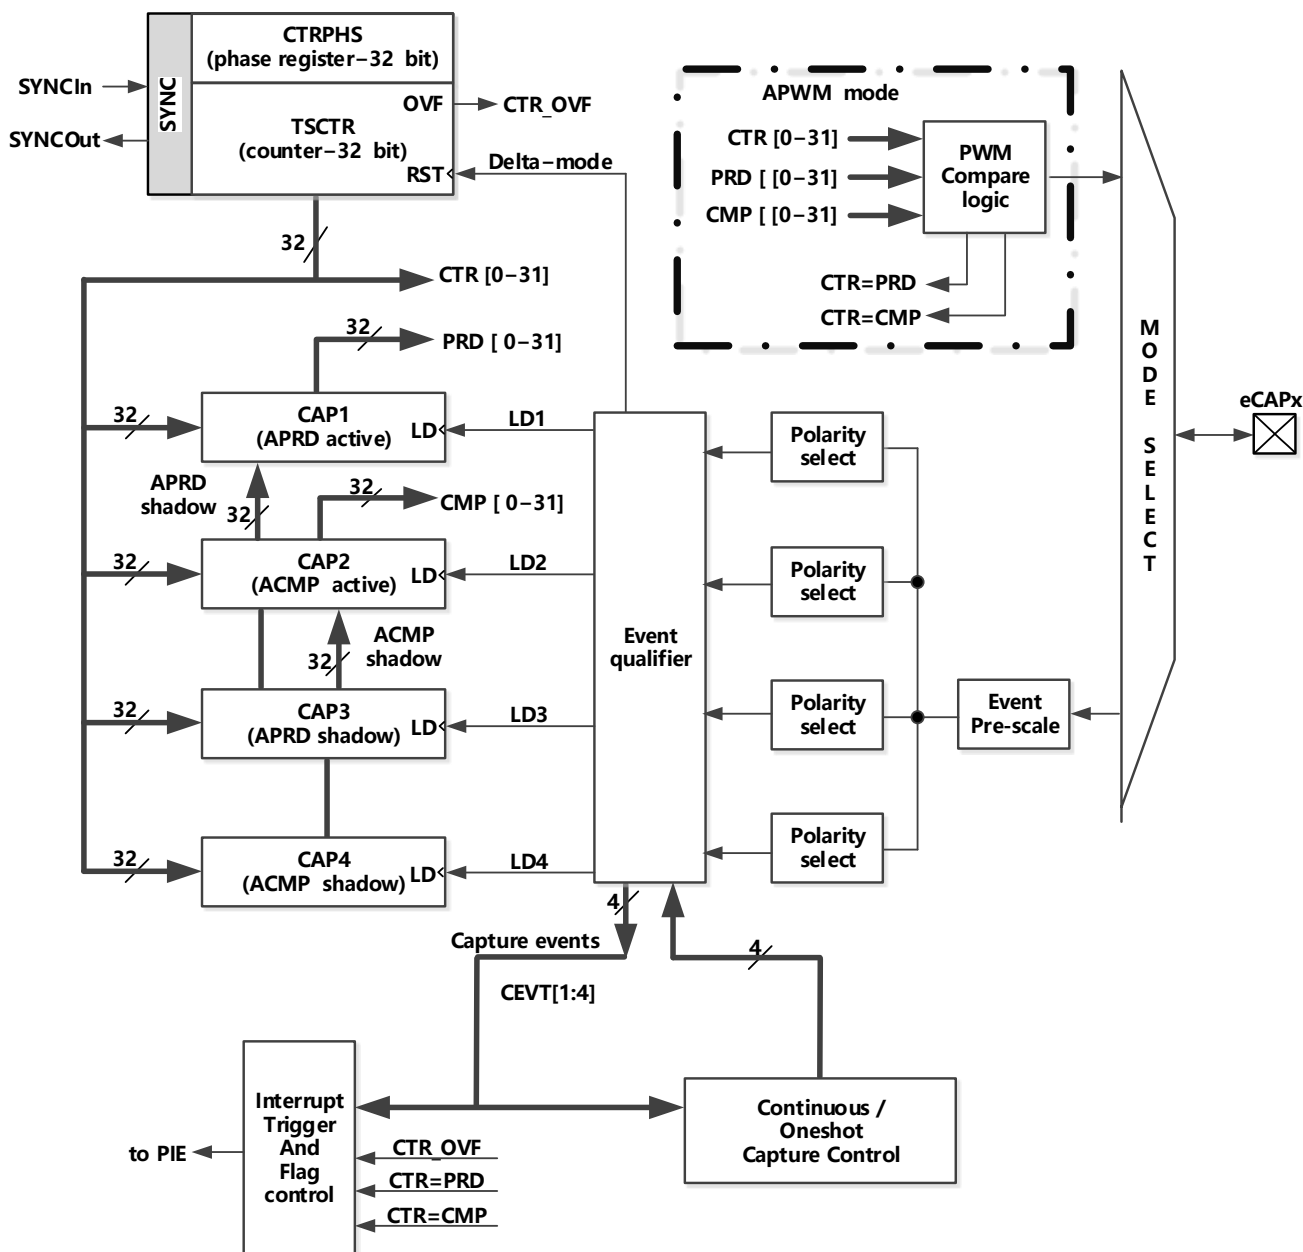 CTRPHS
(phase register-32 bit)
SYNCIn
SYNC
SYNCOut
OVF
CTR_OVF
TSCTR
(counter-32 bit)
RST
Delta-mode
32
CTR [0-31]
32
PRD [ 0-31]
APWM mode
CTR [0-31]
PRD [ [0-31]
CMP [ [0-31]
PWM
Compare
logic
CTR=PRD
CTR=CMP
MODE SELECT
eCAPx
32
CAP1
(APRD active)
LD
LD1
APRD
shadow
32
32
CMP [ 0-31]
32
CAP2
(ACMP active)
LD
LD2
ACMP
shadow
32
32
CAP3
(APRD shadow)
LD
LD3
32
CAP4
(ACMP shadow)
LD
LD4
Event
qualifier
Polarity
select
Polarity
select
Polarity
select
Polarity
select
Event
Pre-scale
4
Capture events
CEVT[1:4]
4
Interrupt
Trigger
And
Flag
control
to PIE
CTR_OVF
CTR=PRD
CTR=CMP
Continuous /
Oneshot
Capture Control